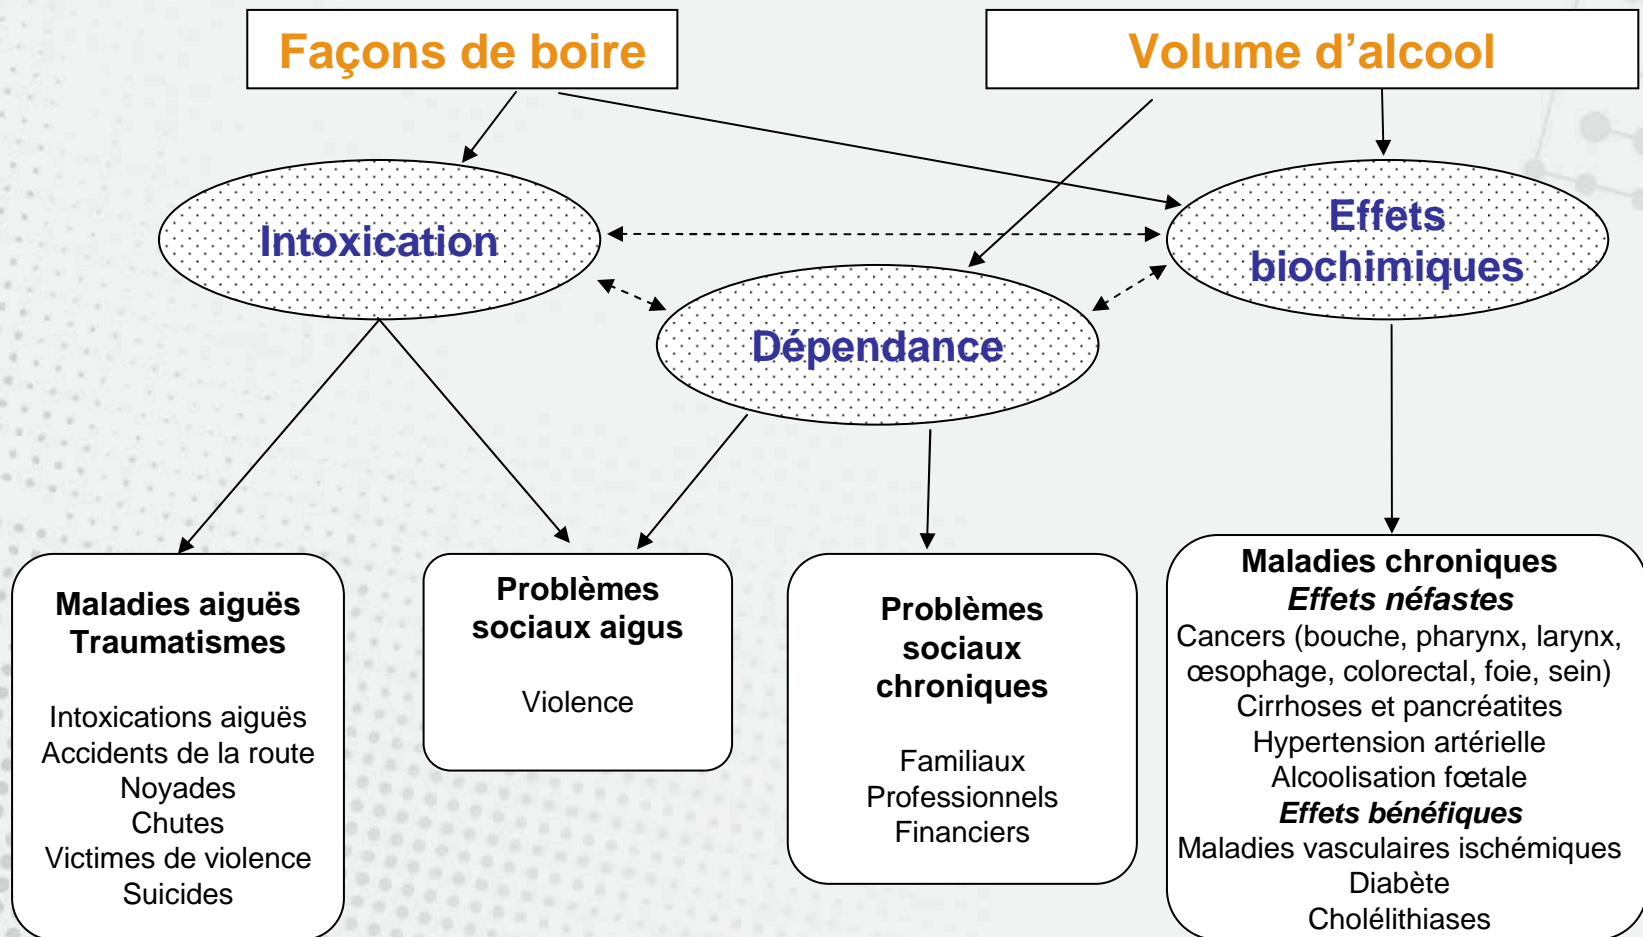 Façons de boire
Volume d’alcool
Intoxication
Effets
biochimiques
Dépendance
Maladies aiguës
Traumatismes
Intoxications aiguës
Accidents de la route
Noyades
Chutes
Victimes de violence
Suicides
Problèmes
sociaux aigus
Violence
Problèmes
sociaux
chroniques
Familiaux
Professionnels
Financiers
Maladies chroniques
Effets néfastes
Cancers (bouche, pharynx, larynx,
œsophage, colorectal, foie, sein)
Cirrhoses et pancréatites
Hypertension artérielle
Alcoolisation fœtale
Effets bénéfiques
Maladies vasculaires ischémiques
Diabète
Cholélithiases